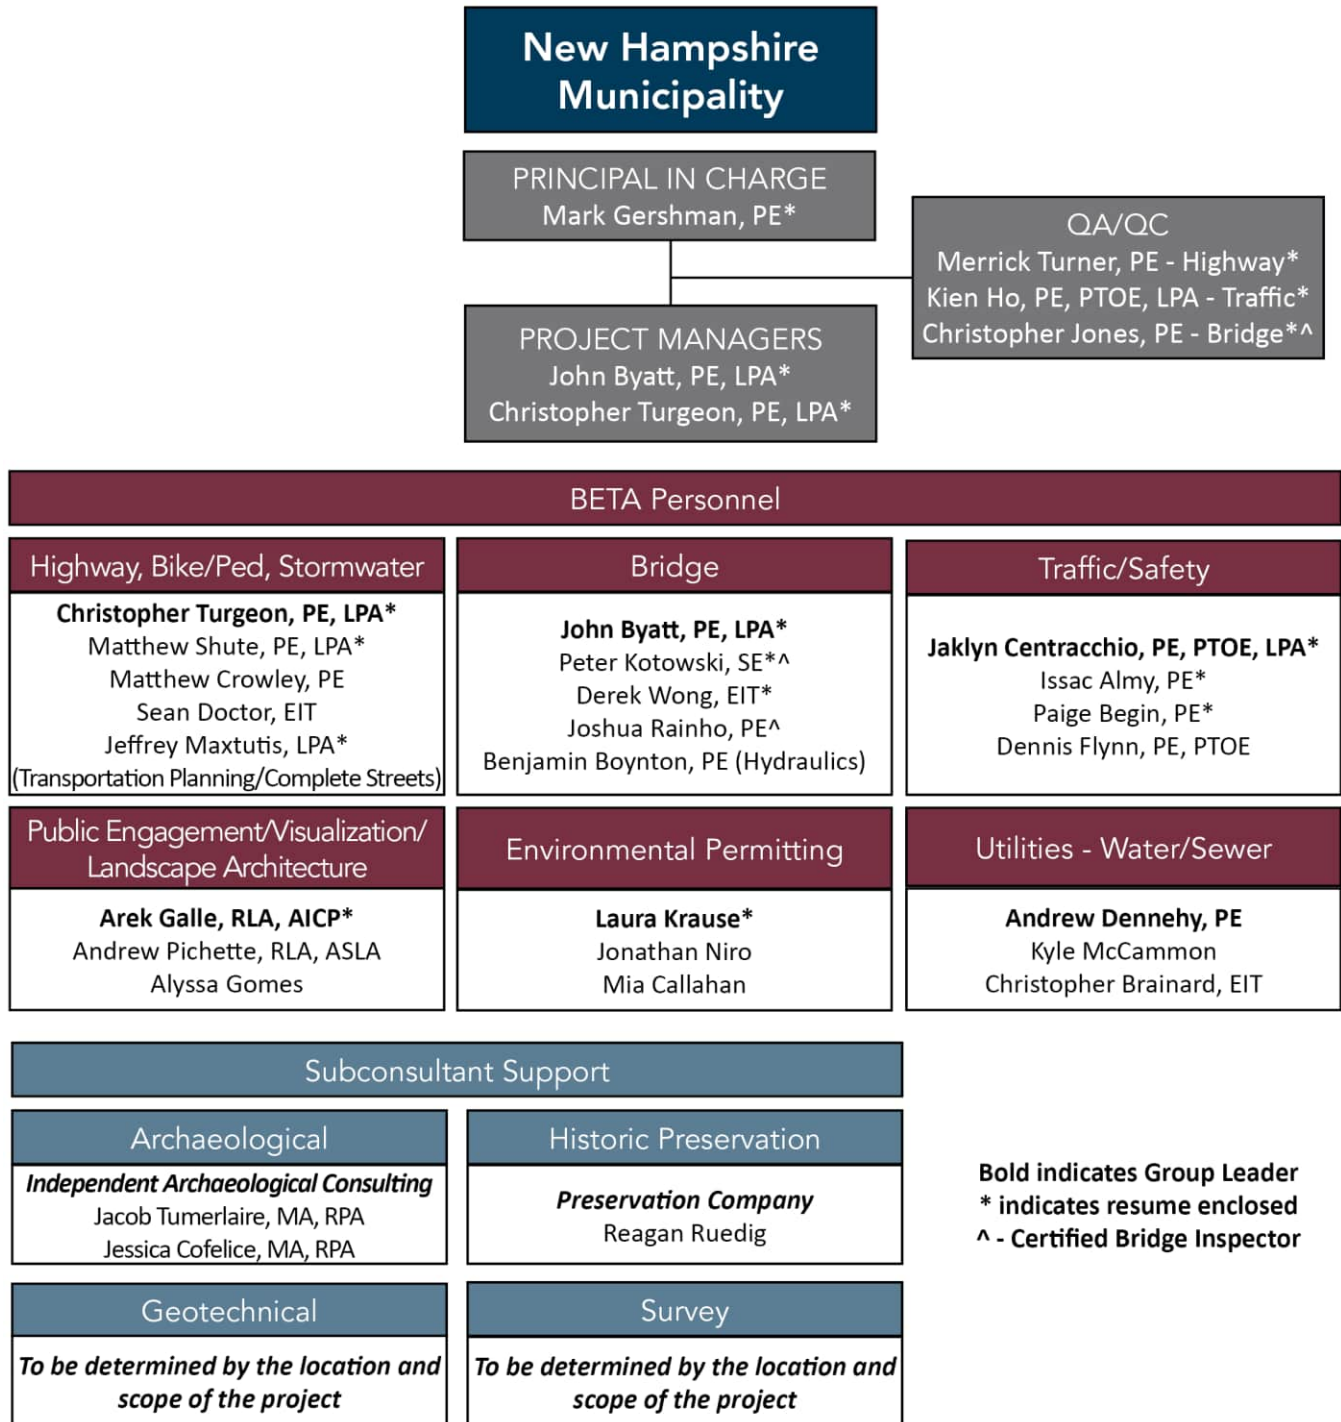 New Hampshire
Municipality
PRINCIPAL IN CHARGE
Mark Gershman, PE*
QA/QC
Merrick Turner, PE - Highway*
Kien Ho, PE, PTOE, LPA - Traffic*
Christopher Jones, PE - Bridge*^
PROJECT MANAGERS
John Byatt, PE, LPA*
Christopher Turgeon, PE, LPA*
BETA Personnel
Highway, Bike/Ped, Stormwater
Christopher Turgeon, PE, LPA*
Matthew Shute, PE, LPA*
Matthew Crowley, PE
Sean Doctor, EIT
Jeffrey Maxtutis, LPA*
(Transportation Planning/Complete Streets)
Bridge
John Byatt, PE, LPA*
Peter Kotowski, SE*^
Derek Wong, EIT*
Joshua Rainho, PE^
Benjamin Boynton, PE (Hydraulics)
Traffic/Safety
Jaklyn Centracchio, PE, PTOE, LPA*
Issac Almy, PE*
Paige Begin, PE*
Dennis Flynn, PE, PTOE
Public Engagement/Visualization/
Landscape Architecture
Arek Galle, RLA, AICP*
Andrew Pichette, RLA, ASLA
Alyssa Gomes
Environmental Permitting
Laura Krause*
Jonathan Niro
Mia Callahan
Utilities - Water/Sewer
Andrew Dennehy, PE
Kyle McCammon
Christopher Brainard, EIT
Subconsultant Support
Archaeological
Independent Archaeological Consulting
Jacob Tumerlaire, MA, RPA
Jessica Cofelice, MA, RPA
Historic Preservation
Preservation Company
Reagan Ruedig
Bold indicates Group Leader
* indicates resume enclosed
^ - Certified Bridge Inspector
Geotechnical
To be determined by the location and
scope of the project
Survey
To be determined by the location and
scope of the project